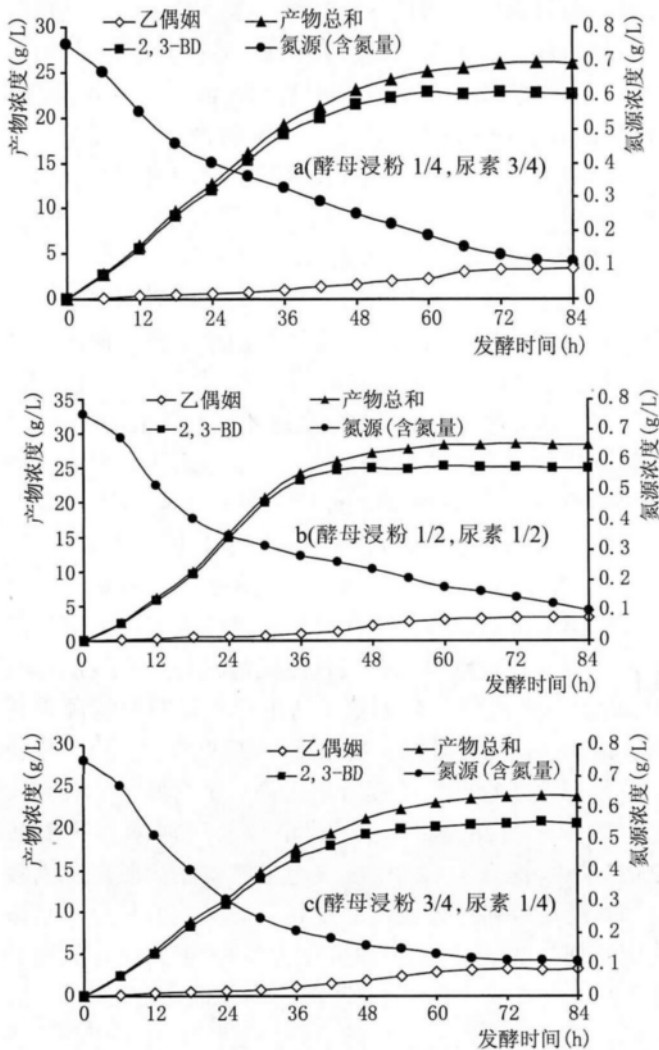 乙偶姻 产物总和
2,3-BD 氮源(含氮量)
产物浓度(g/L)
30
25
20
15
10
5
0
氮源浓度(g/L)
0.8
0.7
0.6
0.5
0.4
0.3
0.2
0.1
0
a(酵母浸粉 1/4,尿素 3/4)
0 12 24 36 48 60 72 84
发酵时间(h)
乙偶姻 产物总和
2,3-BD 氮源(含氮量)
产物浓度(g/L)
35
30
25
20
15
10
5
0
氮源浓度(g/L)
0.8
0.7
0.6
0.5
0.4
0.3
0.2
0.1
0
b(酵母浸粉 1/2,尿素 1/2)
0 12 24 36 48 60 72 84
发酵时间(h)
乙偶姻 产物总和
2,3-BD 氮源(含氮量)
产物浓度(g/L)
30
25
20
15
10
5
0
氮源浓度(g/L)
0.8
0.7
0.6
0.5
0.4
0.3
0.2
0.1
0
c(酵母浸粉 3/4,尿素 1/4)
0 12 24 36 48 60 72 84
发酵时间(h)